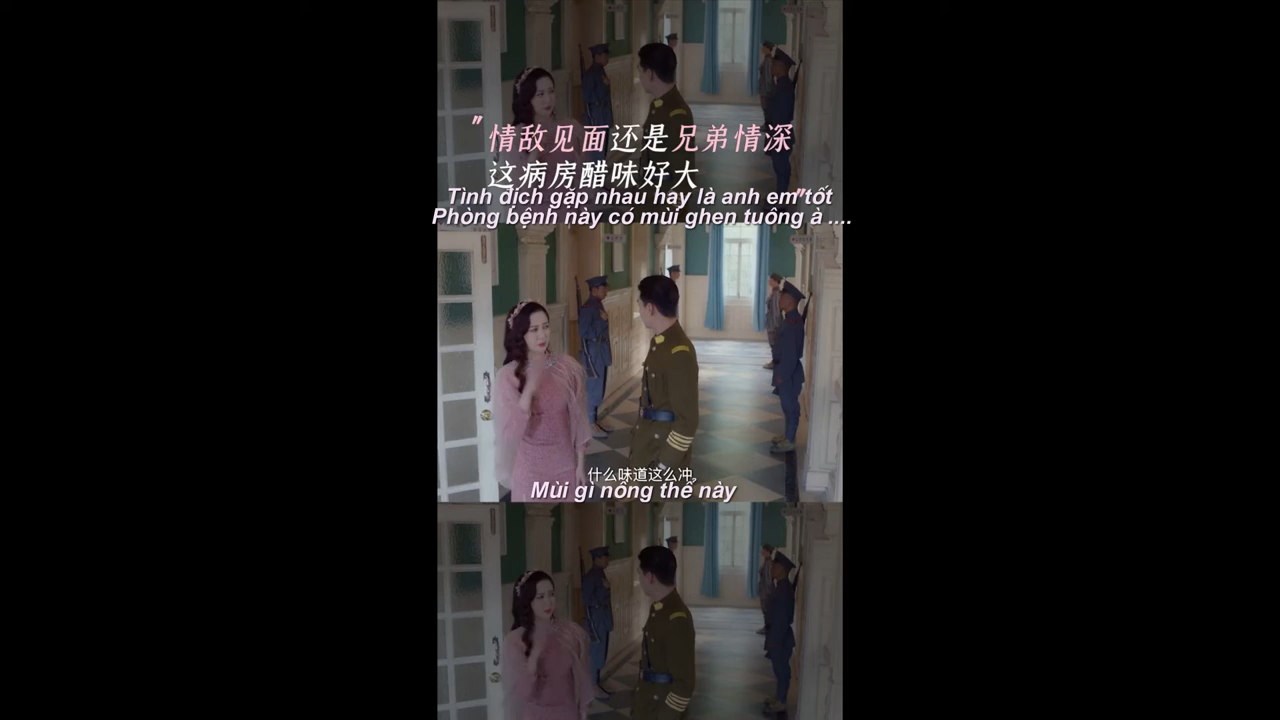 "情敌见面还是兄弟情深
这病房醋味好大"
Tình địch gặp nhau hay là anh em tốt
Phòng bệnh này có mùi ghen tuông à ....
什么味道这么冲
Mùi gì nồng thế này